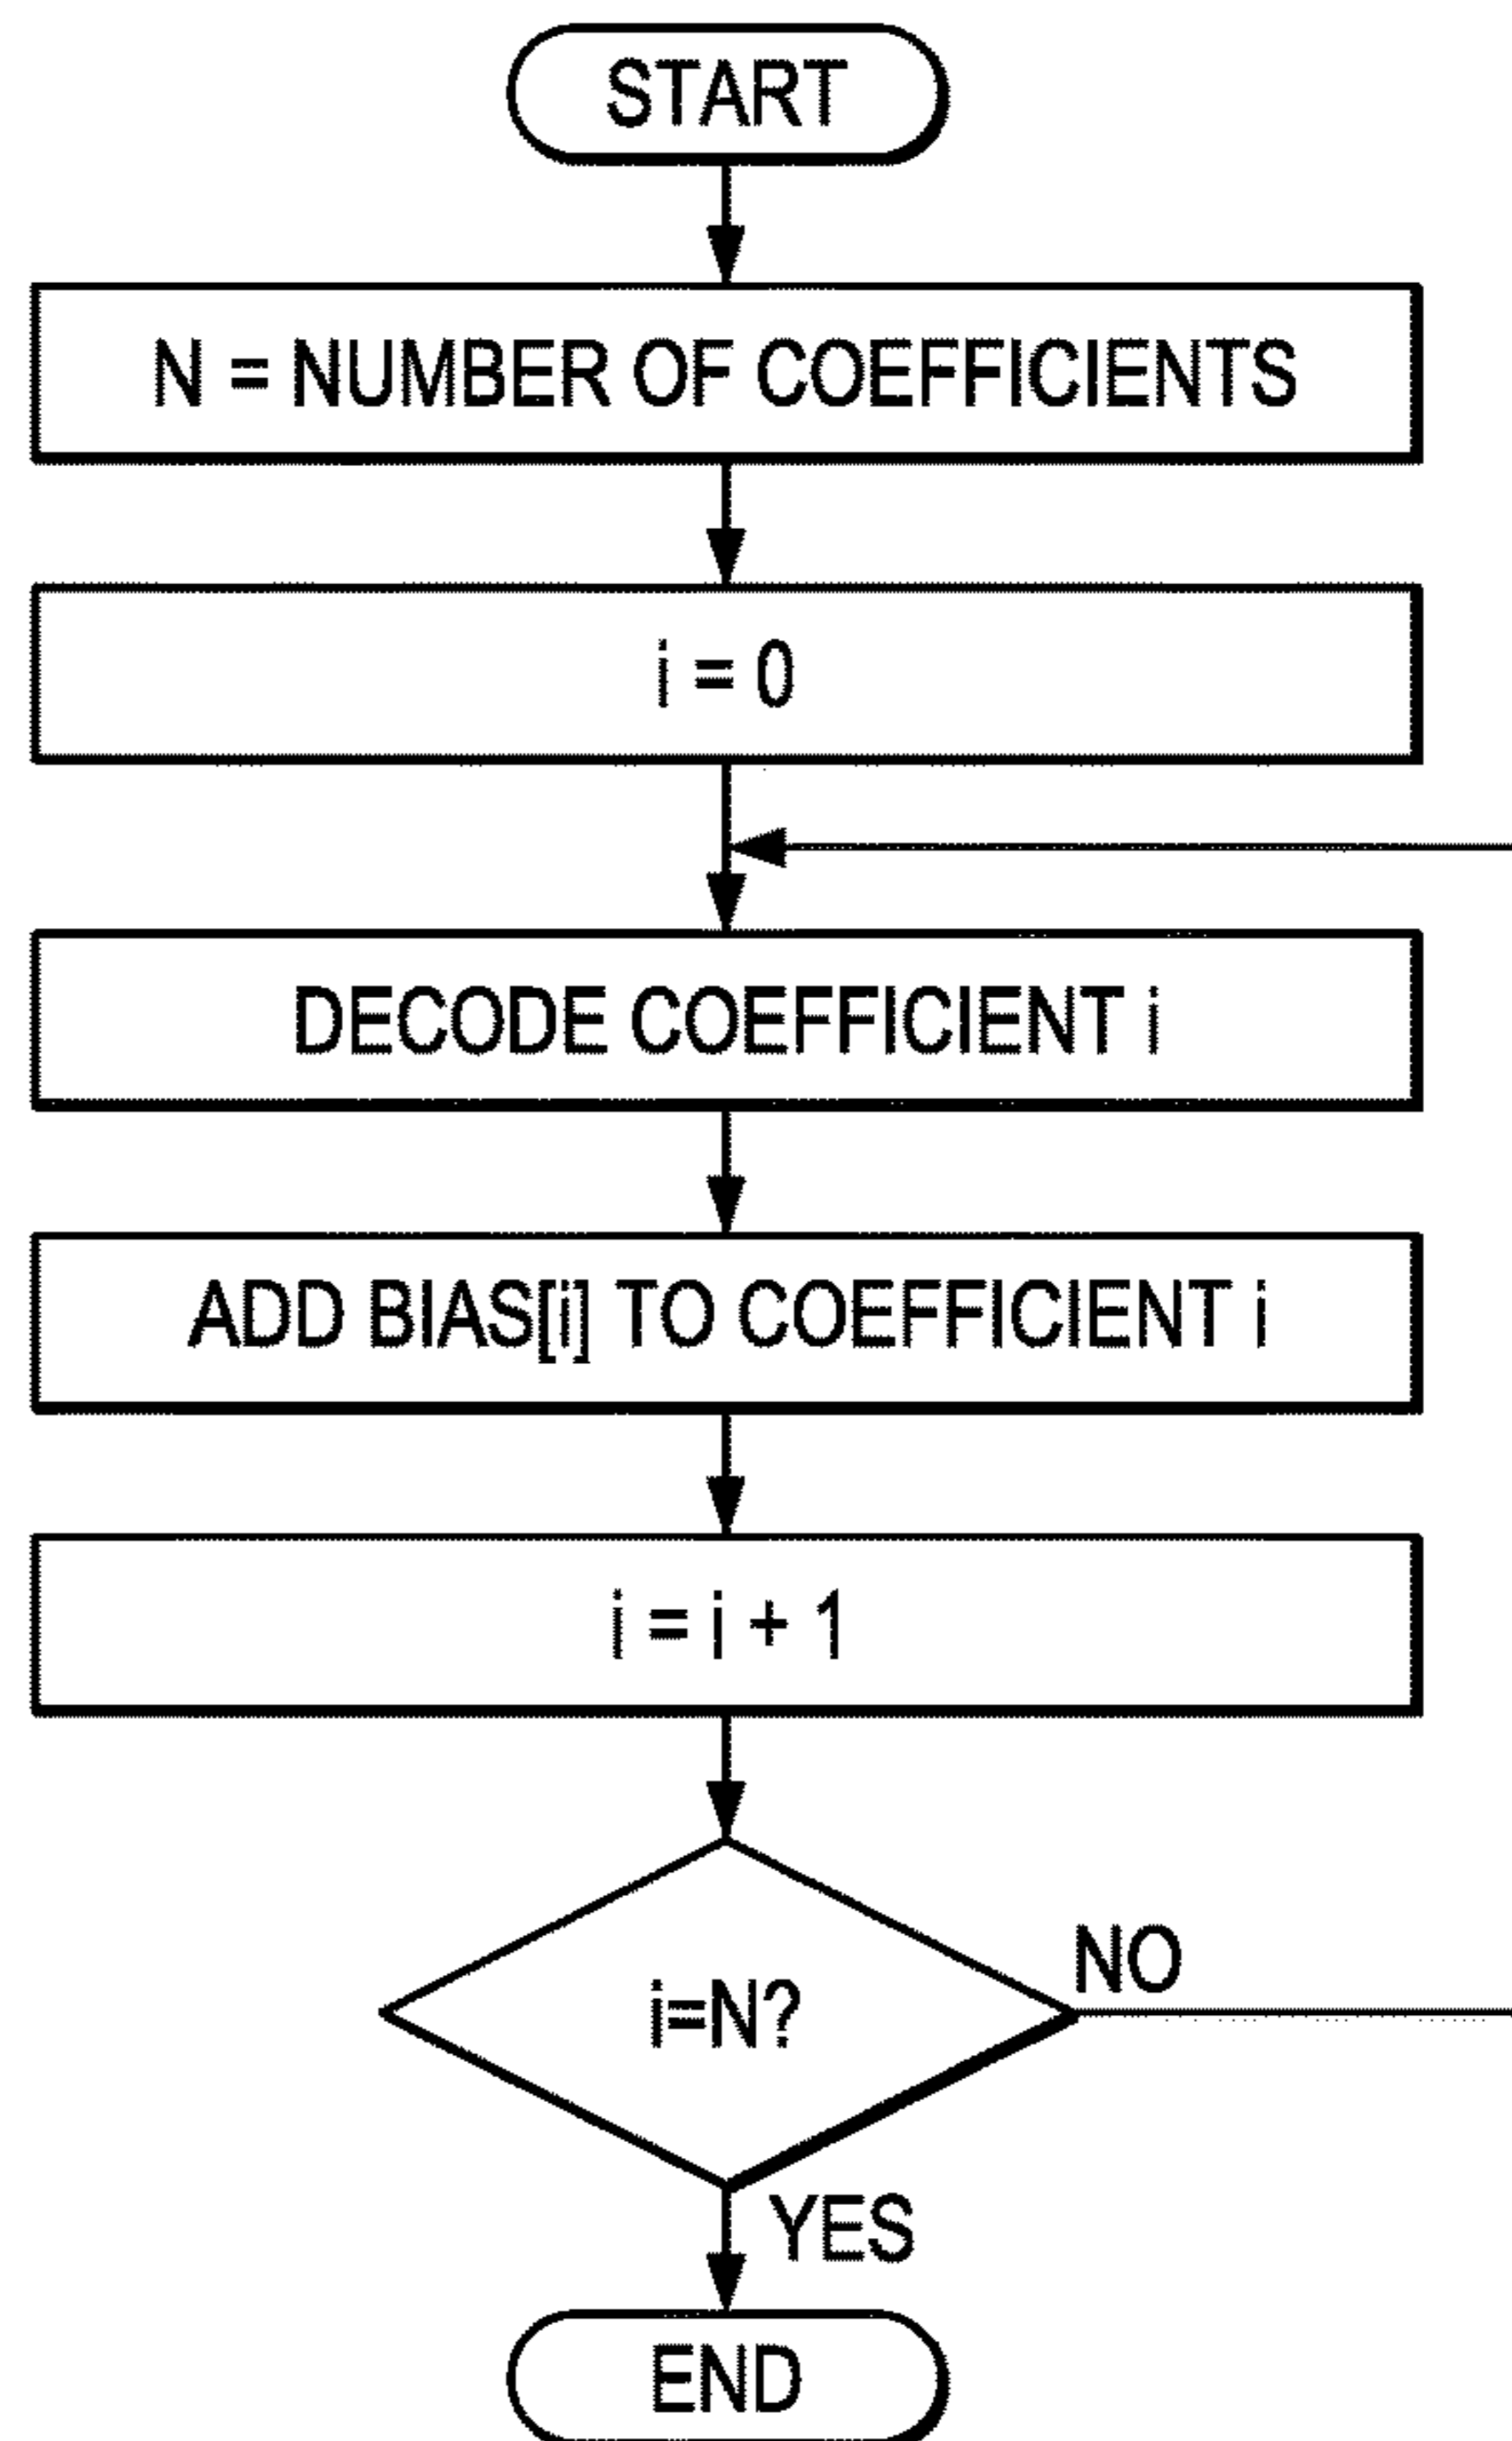 START
N = NUMBER OF COEFFICIENTS
i = 0
DECODE COEFFICIENT i
ADD BIAS[i] TO COEFFICIENT i
i = i + 1
i=N?
NO
YES
END